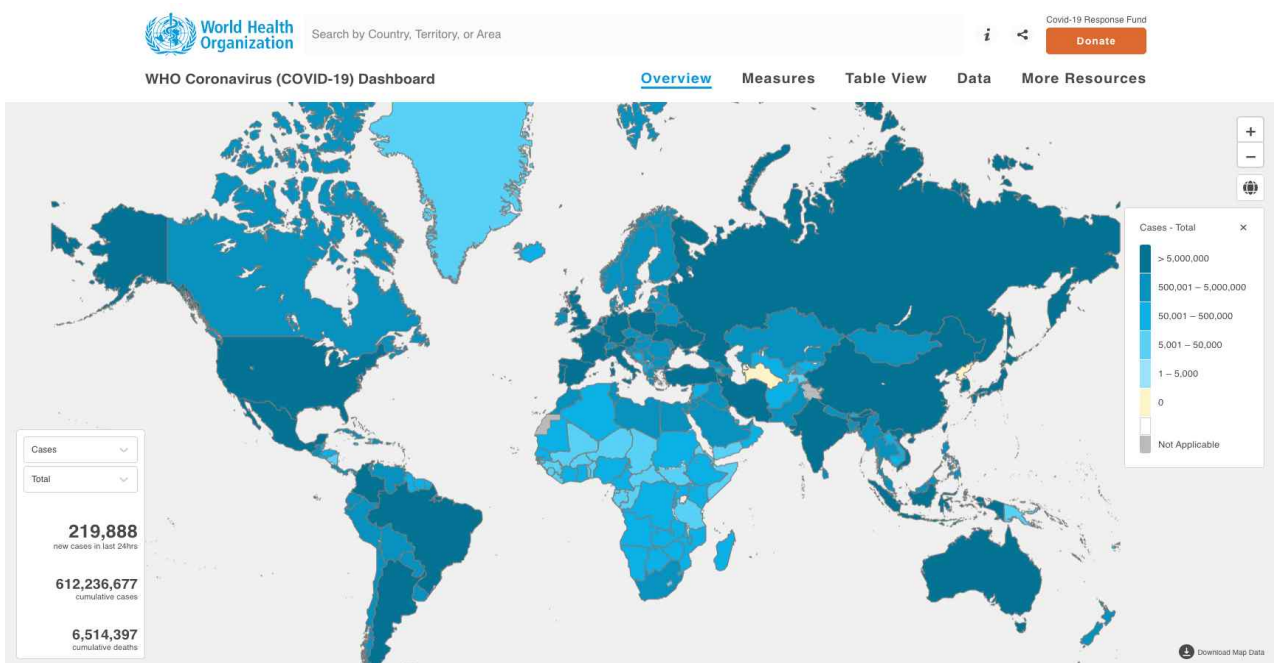 World Health
Organization
Search by Country, Territory, or Area
i
Covid-19 Response Fund
Donate
WHO Coronavirus (COVID-19) Dashboard
Overview
Measures
Table View
Data
More Resources
+
−
Cases - Total
×
> 5,000,000
500,001 – 5,000,000
50,001 – 500,000
5,001 – 50,000
1 – 5,000
0
Not Applicable
Cases
Total
219,888
new cases in last 24hrs
612,236,677
cumulative cases
6,514,397
cumulative deaths
Download Map Data